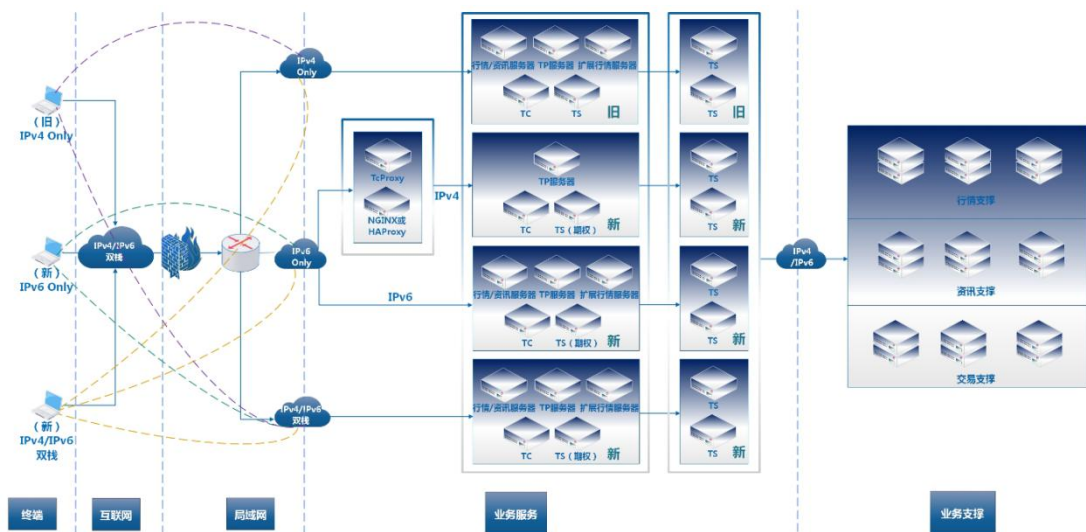 IPv4
Only
行情/资讯服务器 TP服务器 扩展行情服务器
TC TS 旧
TS
TS 旧
(旧)
IPv4 Only
TcProxy
NGINX或
HAProxy
IPv4
TP服务器
TC TS(期权) 新
TS
TS 新
行情支撑
(新)
IPv6 Only
IPv4/IPv6
双栈
IPv6
Only
IPv6
行情/资讯服务器 TP服务器 扩展行情服务器
TC TS(期权) 新
TS
TS 新
IPv4
/IPv6
资讯支撑
交易支撑
(新)
IPv4/IPv6
双栈
IPv4/IPv6
双栈
行情/资讯服务器 TP服务器 扩展行情服务器
TC TS(期权) 新
TS
TS 新
终端 互联网 局域网 业务服务 业务支撑